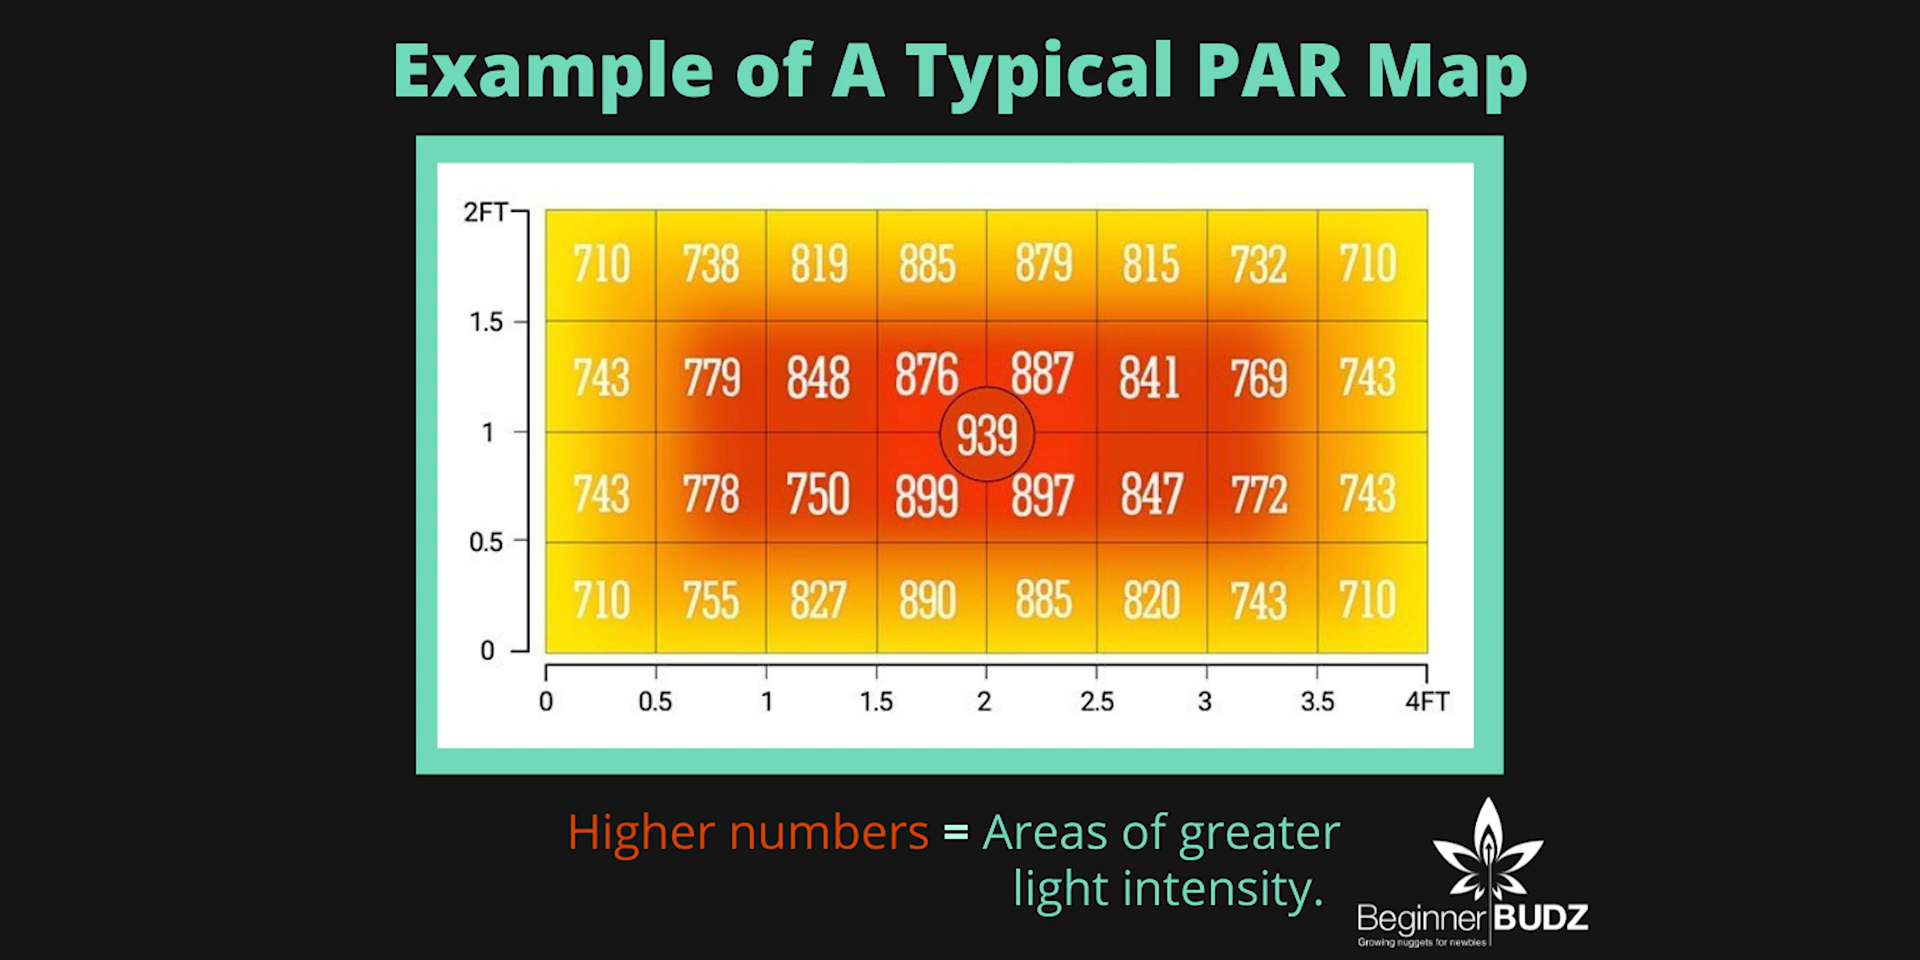 Example of A Typical PAR Map
2FT
710 738 819 885 879 815 732 710
1.5
743 779 848 876 887 841 769 743
1
939
743 778 750 899 897 847 772 743
0.5
710 755 827 890 885 820 743 710
0
0 0.5 1 1.5 2 2.5 3 3.5 4FT
Higher numbers = Areas of greater
light intensity.
Beginner BUDZ
Growing nuggets for newbies